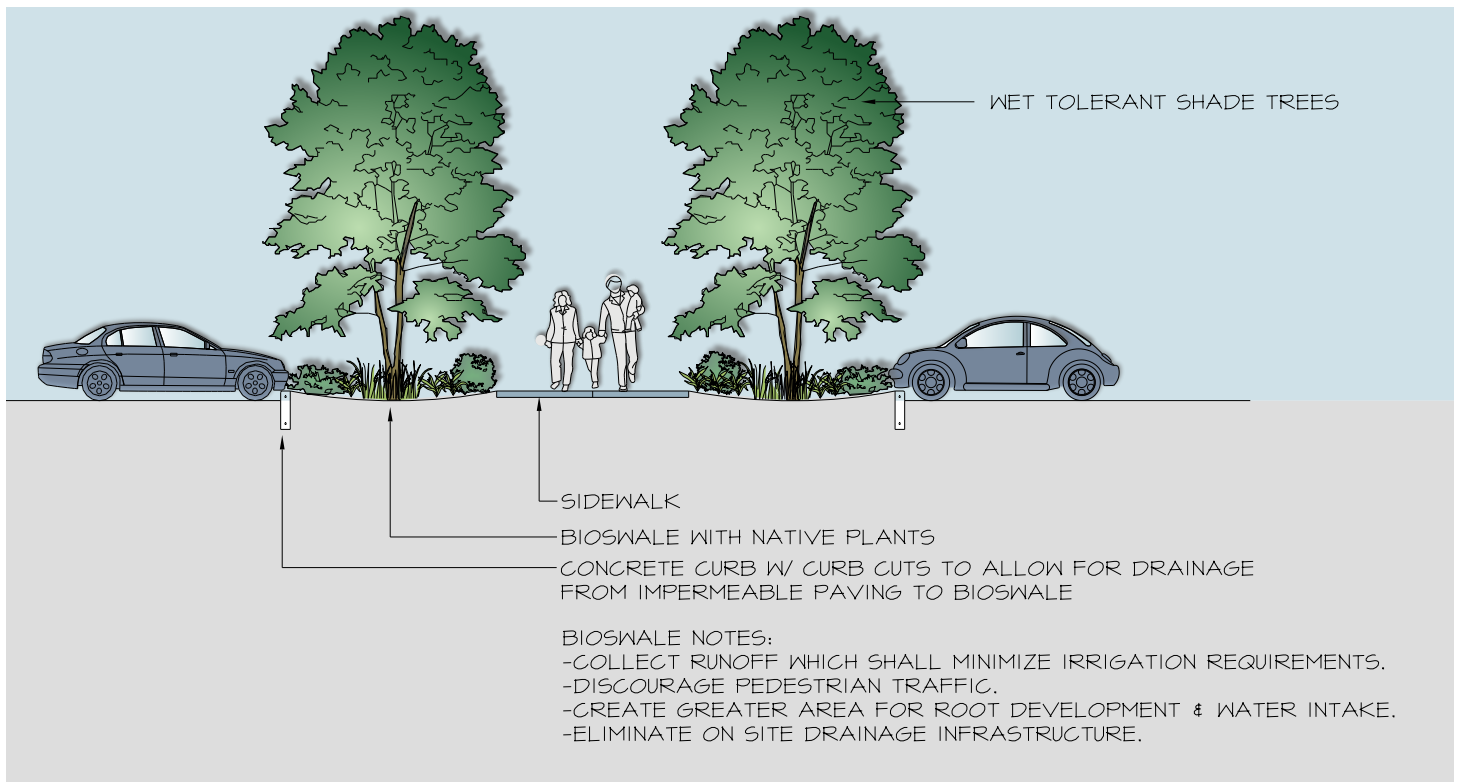 WET TOLERANT SHADE TREES
SIDEWALK
BIOSWALE WITH NATIVE PLANTS
CONCRETE CURB W/ CURB CUTS TO ALLOW FOR DRAINAGE
FROM IMPERMEABLE PAVING TO BIOSWALE
BIOSWALE NOTES:
-COLLECT RUNOFF WHICH SHALL MINIMIZE IRRIGATION REQUIREMENTS.
-DISCOURAGE PEDESTRIAN TRAFFIC.
-CREATE GREATER AREA FOR ROOT DEVELOPMENT & WATER INTAKE.
-ELIMINATE ON SITE DRAINAGE INFRASTRUCTURE.